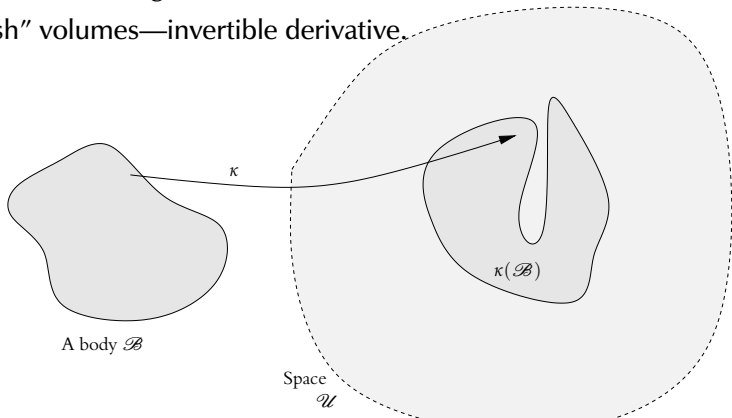 sh” volumes—invertible derivative.
κ
κ(ℬ)
A body ℬ
Space
𝒰